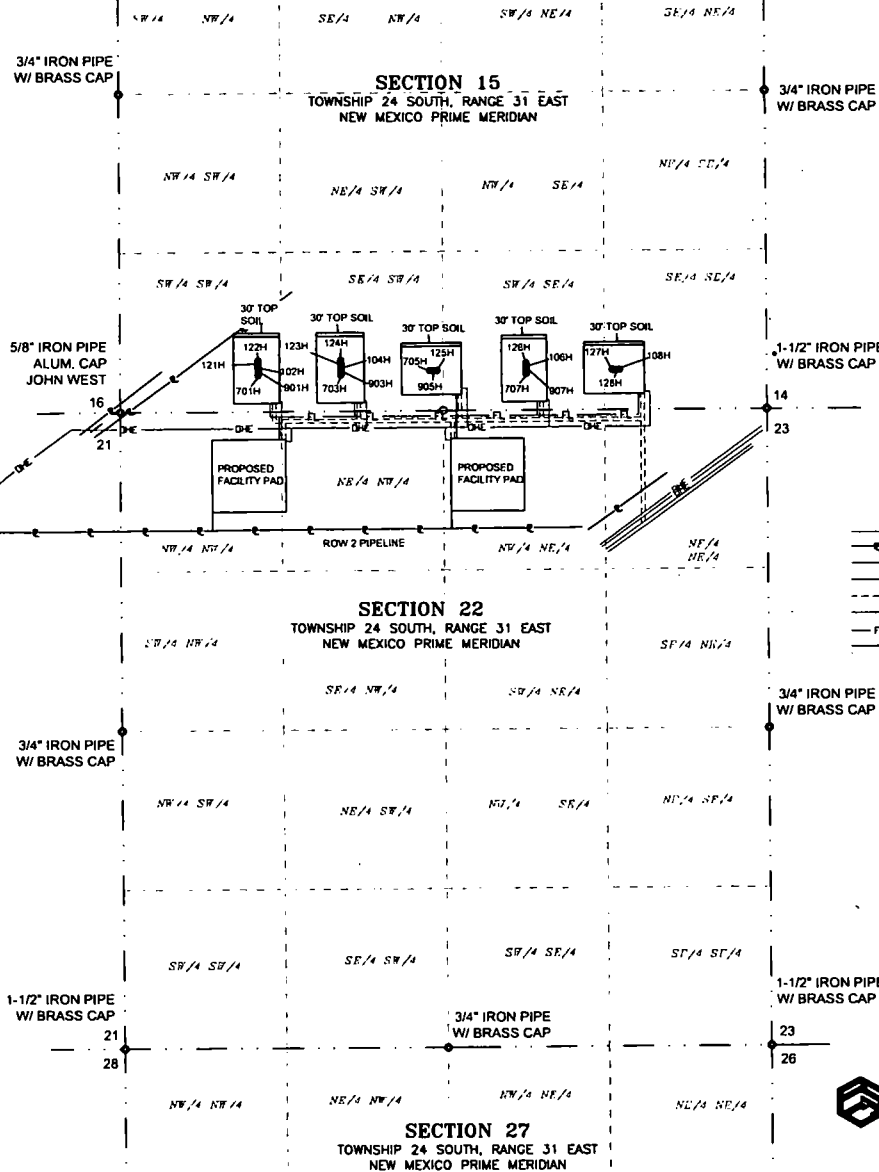 SW/4 NW/4
SE/4 NW/4
SW/4 NE/4
SE/4 NE/4
3/4" IRON PIPE
W/ BRASS CAP
SECTION 15
TOWNSHIP 24 SOUTH, RANGE 31 EAST
NEW MEXICO PRIME MERIDIAN
3/4" IRON PIPE
W/ BRASS CAP
NW/4 SW/4
NE/4 SW/4
NW/4 SE/4
NE/4 SE/4
SW/4 SW/4
SE/4 SW/4
SW/4 SE/4
SE/4 SE/4
30' TOP
SOIL
30' TOP SOIL
30' TOP SOIL
30' TOP SOIL
30' TOP SOIL
5/8" IRON PIPE
ALUM. CAP
JOHN WEST
121H
122H
102H
901H
701H
123H
124H
104H
903H
703H
705H
125H
905H
126H
106H
907H
707H
127H
108H
128H
1-1/2" IRON PIPE
W/ BRASS CAP
16
21
14
23
OHE
OHE
OHE
OHE
OHE
OHE
PROPOSED
FACILITY PAD
NE/4 NW/4
PROPOSED
FACILITY PAD
ROW 2 PIPELINE
NW/4 NW/4
NW/4 NE/4
NE/4
NE/4
SECTION 22
TOWNSHIP 24 SOUTH, RANGE 31 EAST
NEW MEXICO PRIME MERIDIAN
SW/4 NW/4
SE/4 NE/4
SE/4 NW/4
SW/4 NE/4
3/4" IRON PIPE
W/ BRASS CAP
3/4" IRON PIPE
W/ BRASS CAP
NW/4 SW/4
NE/4 SW/4
NW/4 SE/4
NE/4 SE/4
SW/4 SW/4
SE/4 SW/4
SW/4 SE/4
SE/4 SE/4
1-1/2" IRON PIPE
W/ BRASS CAP
21
28
3/4" IRON PIPE
W/ BRASS CAP
1-1/2" IRON PIPE
W/ BRASS CAP
23
26
NW/4 NW/4
NE/4 NW/4
NW/4 NE/4
NE/4 NE/4
SECTION 27
TOWNSHIP 24 SOUTH, RANGE 31 EAST
NEW MEXICO PRIME MERIDIAN